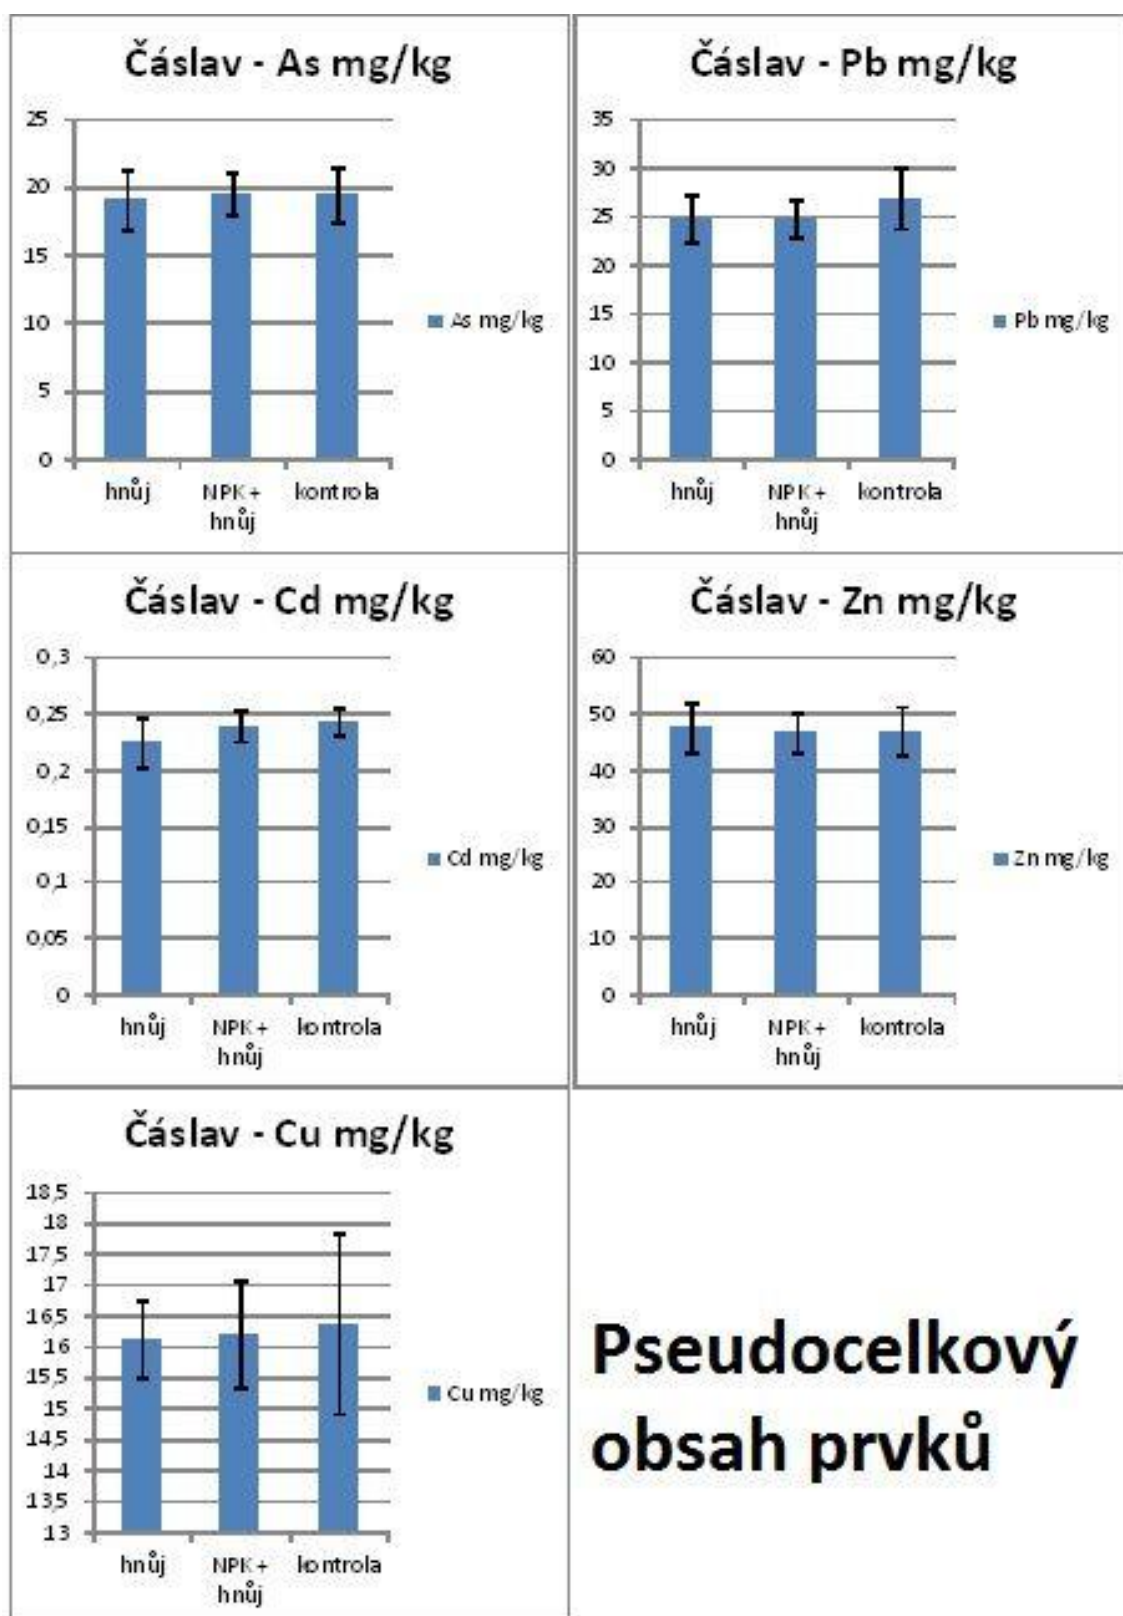 Čáslav - As mg/kg
25
20
15
10
5
0
hnůj
NPK +
hnůj
kontrola
As mg/kg
Čáslav - Pb mg/kg
35
30
25
20
15
10
5
0
hnůj
NPK +
hnůj
kontrola
Pb mg/kg
Čáslav - Cd mg/kg
0,3
0,25
0,2
0,15
0,1
0,05
0
hnůj
NPK +
hnůj
kontrola
Cd mg/kg
Čáslav - Zn mg/kg
60
50
40
30
20
10
0
hnůj
NPK +
hnůj
kontrola
Zn mg/kg
Čáslav - Cu mg/kg
18,5
18
17,5
17
16,5
16
15,5
15
14,5
14
13,5
13
hnůj
NPK +
hnůj
kontrola
Cu mg/kg
Pseudocelkový
obsah prvků